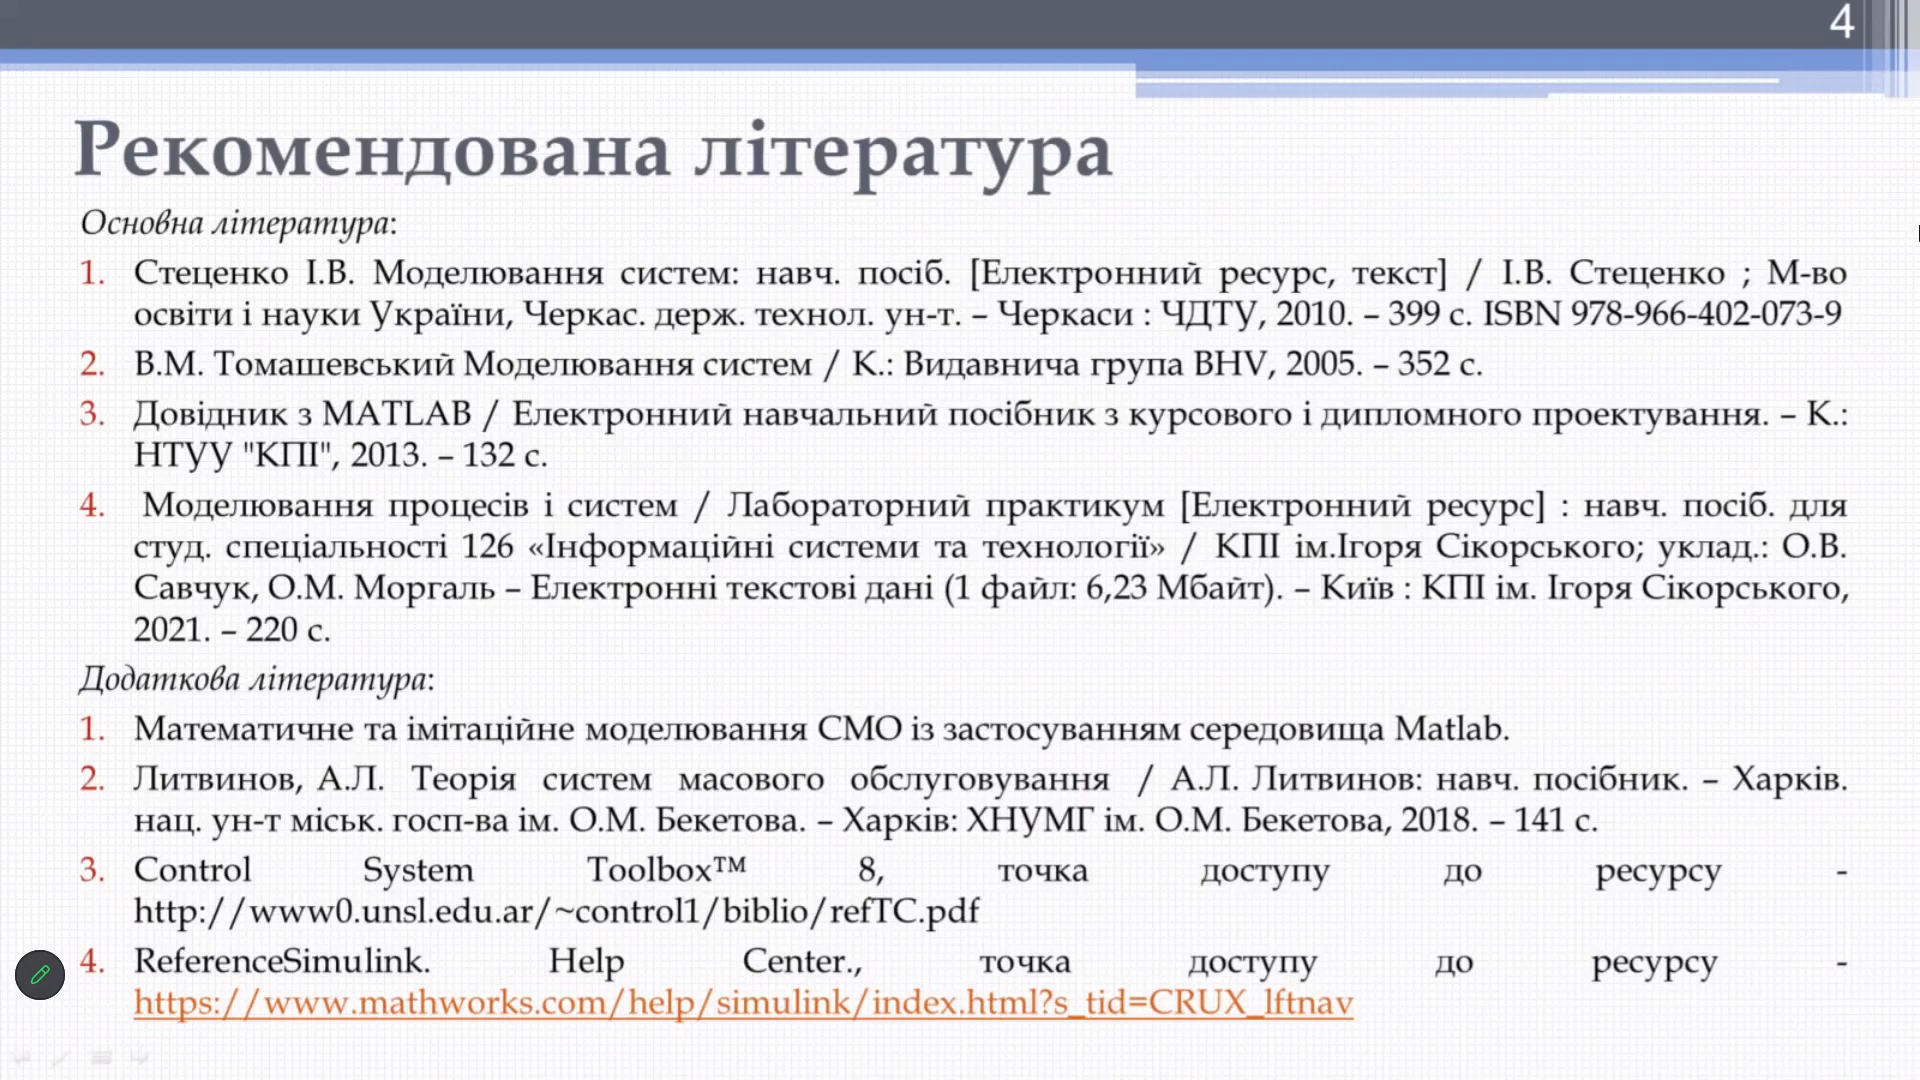 4
Рекомендована література
Основна література:
1. Стеценко І.В. Моделювання систем: навч. посіб. [Електронний ресурс, текст] / І.В. Стеценко ; М-во
освіти і науки України, Черкас. держ. технол. ун-т. – Черкаси : ЧДТУ, 2010. – 399 с. ISBN 978-966-402-073-9
2. В.М. Томашевський Моделювання систем / К.: Видавнича група BHV, 2005. – 352 с.
3. Довідник з MATLAB / Електронний навчальний посібник з курсового і дипломного проектування. – К.:
НТУУ "КПІ", 2013. – 132 с.
4. Моделювання процесів і систем / Лабораторний практикум [Електронний ресурс] : навч. посіб. для
студ. спеціальності 126 «Інформаційні системи та технології» / КПІ ім.Ігоря Сікорського; уклад.: О.В.
Савчук, О.М. Моргаль – Електронні текстові дані (1 файл: 6,23 Мбайт). – Київ : КПІ ім. Ігоря Сікорського,
2021. – 220 с.
Додаткова література:
1. Математичне та імітаційне моделювання СМО із застосуванням середовища Matlab.
2. Литвинов, А.Л. Теорія систем масового обслуговування / А.Л. Литвинов: навч. посібник. – Харків.
нац. ун-т міськ. госп-ва ім. О.М. Бекетова. – Харків: ХНУМГ ім. О.М. Бекетова, 2018. – 141 с.
3. Control System Toolbox™ 8, точка доступу до ресурсу -
http://www0.unsl.edu.ar/~control1/biblio/refTC.pdf
4. ReferenceSimulink. Help Center., точка доступу до ресурсу -
https://www.mathworks.com/help/simulink/index.html?s_tid=CRUX_lftnav